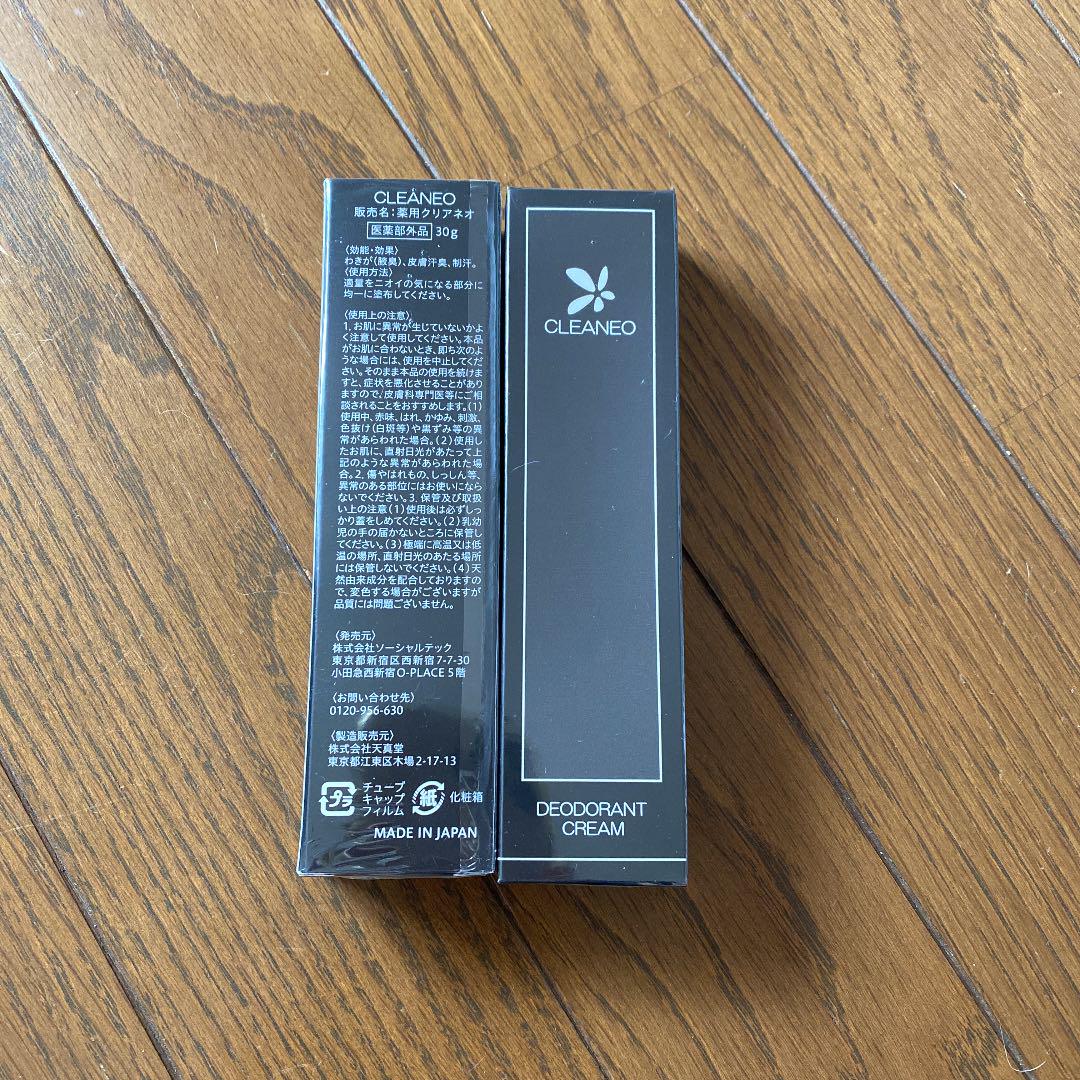 CLEANEO
販売名:薬用クリアネオ
医薬部外品 30g
〈効能・効果〉
わきが(腋臭)、皮膚汗臭、制汗。
〈使用方法〉
適量をニオイの気になる部分に
均一に塗布してください。
〈使用上の注意〉
1. お肌に異常が生じていないかよ
く注意して使用してください。本品
がお肌に合わないとき、即ち次のよ
うな場合には、使用を中止してくだ
さい。そのまま本品の使用を続けま
すと、症状を悪化させることがあり
ますので、皮膚科専門医等にご相
談されることをおすすめします。(1)
使用中、赤味、はれ、かゆみ、刺激、
色抜け(白斑等)や黒ずみ等の異
常があらわれた場合。(2)使用し
たお肌に、直射日光があたって上
記のような異常があらわれた場
合。2. 傷やはれもの、しっしん等、
異常のある部位にはお使いになら
ないでください。3. 保管及び取扱
い上の注意(1)使用後は必ずしっ
かり蓋をしめてください。(2)乳幼
児の手の届かないところに保管し
てください。(3)極端に高温又は低
温の場所、直射日光のあたる場所
には保管しないでください。(4)天
然由来成分を配合しておりますの
で、変色する場合がございますが
品質には問題ございません。
〈発売元〉
株式会社ソーシャルテック
東京都新宿区西新宿7-7-30
小田急西新宿O-PLACE 5階
〈お問い合わせ先〉
0120-956-630
〈製造販売元〉
株式会社天真堂
東京都江東区木場2-17-13
プラ チューブ
キャップ
フィルム
紙 化粧箱
MADE IN JAPAN
CLEANEO
DEODORANT
CREAM